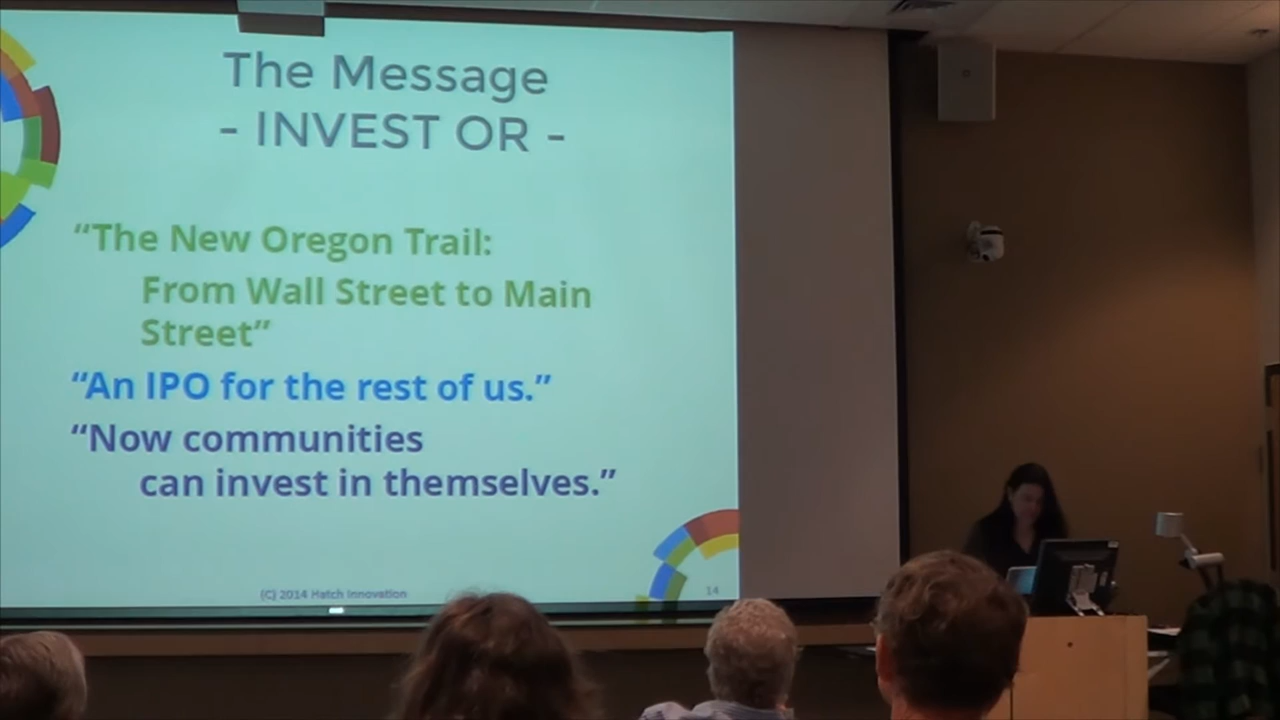 The Message
- INVEST OR -
“The New Oregon Trail:
From Wall Street to Main
Street”
“An IPO for the rest of us.”
“Now communities
can invest in themselves.”
(C) 2014 Hatch Innovation
14